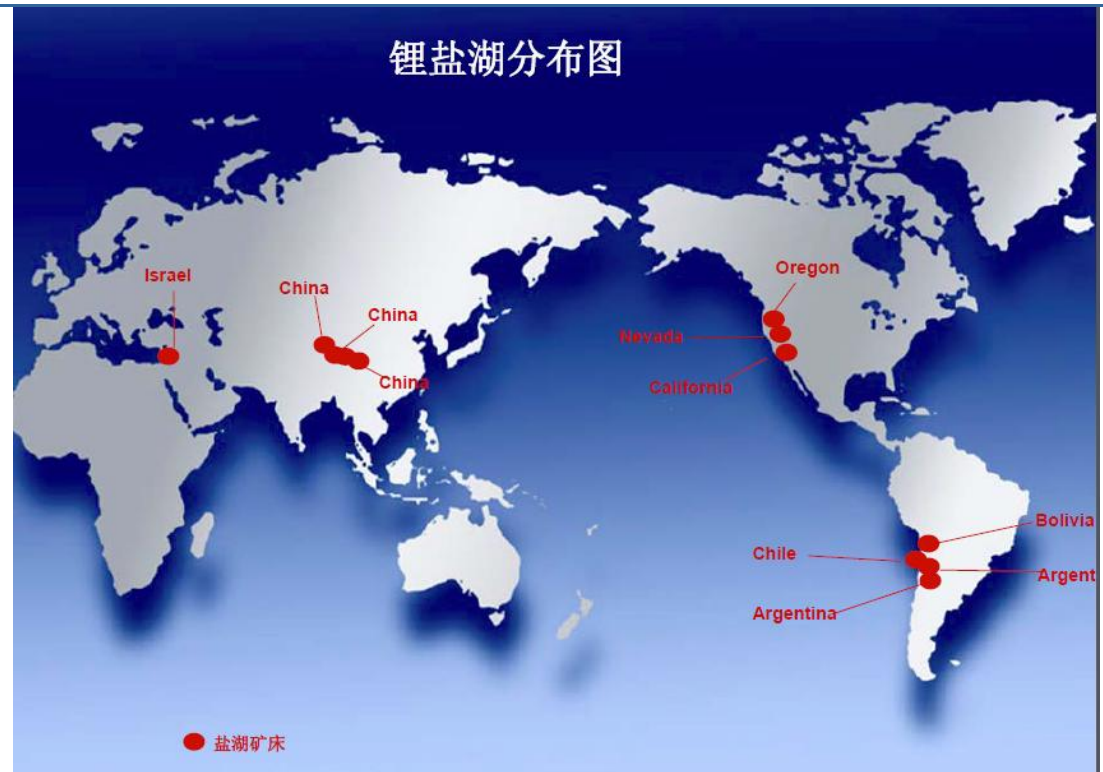 锂盐湖分布图
Israel
Oregon
China
China
Nevada
China
California
Bolivia
Chile
Argent
Argentina
盐湖矿床